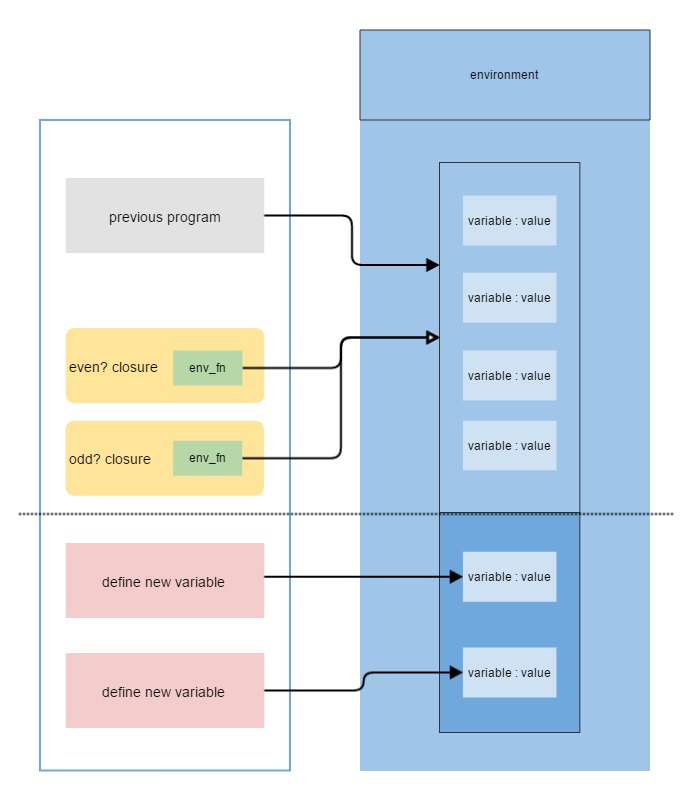 environment
previous program
variable : value
variable : value
even? closure
env_fn
variable : value
odd? closure
env_fn
variable : value
define new variable
variable : value
define new variable
variable : value